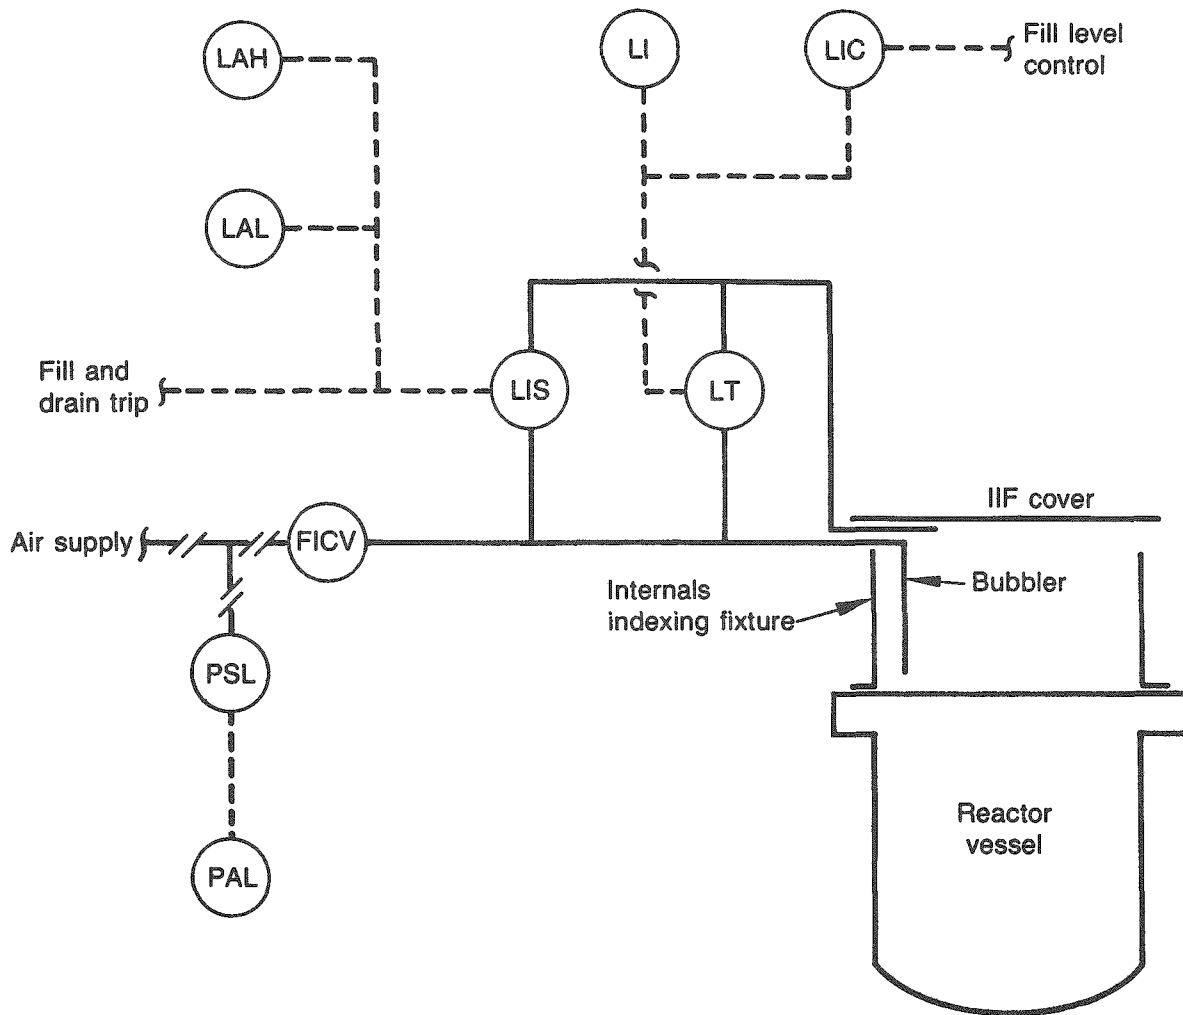 LAH
LI
LIC
Fill level
control
LAL
Fill and
drain trip
LIS
LT
IIF cover
Air supply
FICV
Internals
indexing fixture
Bubbler
PSL
Reactor
vessel
PAL